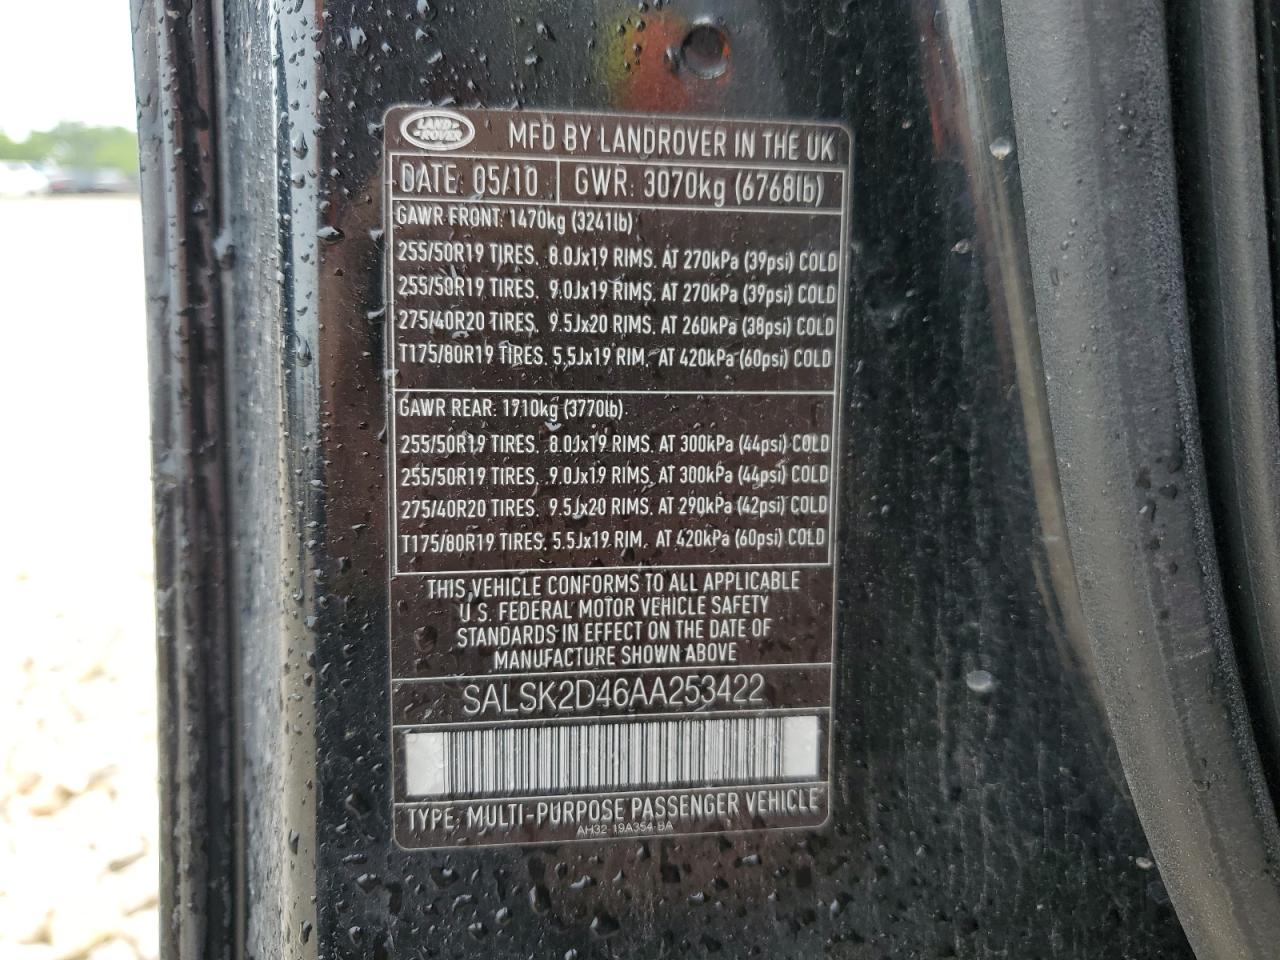 LAND ROVER
MFD BY LANDROVER IN THE UK
DATE: 05/10 GWR: 3070kg (6768lb)
GAWR FRONT: 1470kg (3241lb)
255/50R19 TIRES, 8.0Jx19 RIMS, AT 270kPa (39psi) COLD
255/50R19 TIRES, 9.0Jx19 RIMS, AT 270kPa (39psi) COLD
275/40R20 TIRES, 9.5Jx20 RIMS, AT 260kPa (38psi) COLD
T175/80R19 TIRES, 5.5Jx19 RIM, AT 420kPa (60psi) COLD
GAWR REAR: 1910kg (3770lb)
255/50R19 TIRES, 8.0Jx19 RIMS, AT 300kPa (44psi) COLD
255/50R19 TIRES, 9.0Jx19 RIMS, AT 300kPa (44psi) COLD
275/40R20 TIRES, 9.5Jx20 RIMS, AT 290kPa (42psi) COLD
T175/80R19 TIRES, 5.5Jx19 RIM, AT 420kPa (60psi) COLD
THIS VEHICLE CONFORMS TO ALL APPLICABLE
U.S. FEDERAL MOTOR VEHICLE SAFETY
STANDARDS IN EFFECT ON THE DATE OF
MANUFACTURE SHOWN ABOVE
SALSK2D46AA253422
TYPE: MULTI-PURPOSE PASSENGER VEHICLE
AH32-19A354-BA